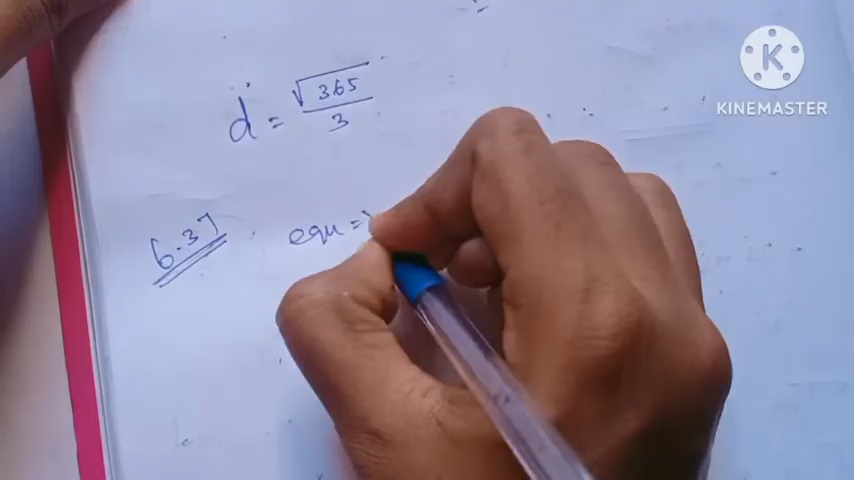 d = √365 / 3
6.37 equ =>
K
KINEMASTER